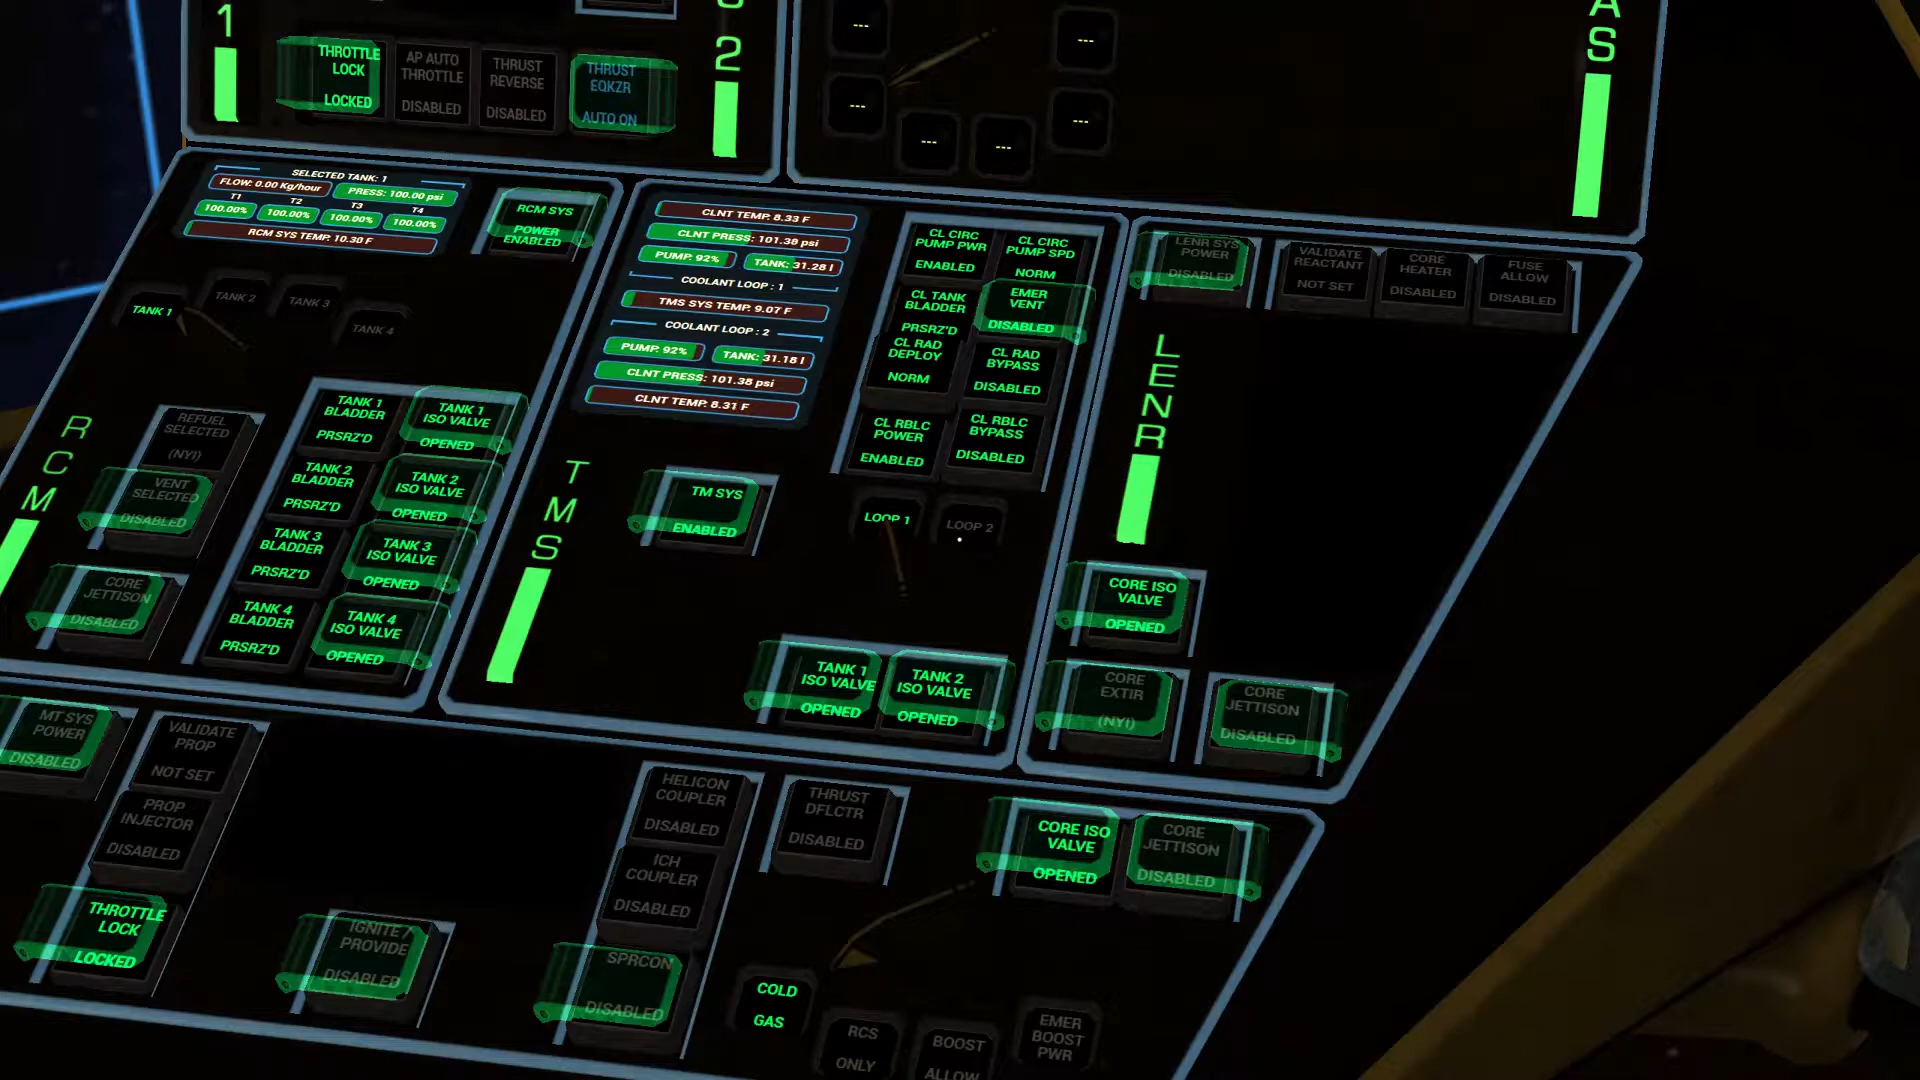 1
THROTTLE
LOCK
LOCKED
AP AUTO
THROTTLE
DISABLED
THRUST
REVERSE
DISABLED
THRUST
EQKZR
AUTO ON
2
---
---
---
---
---
---
A
S
SELECTED TANK: 1
FLOW: 0.00 Kg/hour
PRESS: 100.00 psi
T1
T2
T3
T4
100.00%
100.00%
100.00%
100.00%
RCM SYS TEMP: 10.30 F
RCM SYS
POWER
ENABLED
TANK 1
TANK 2
TANK 3
TANK 4
RCM
REFUEL
SELECTED
(NYI)
VENT
SELECTED
DISABLED
CORE
JETTISON
DISABLED
TANK 1
BLADDER
PRSRZ'D
TANK 1
ISO VALVE
OPENED
TANK 2
BLADDER
PRSRZ'D
TANK 2
ISO VALVE
OPENED
TANK 3
BLADDER
PRSRZ'D
TANK 3
ISO VALVE
OPENED
TANK 4
BLADDER
PRSRZ'D
TANK 4
ISO VALVE
OPENED
CLNT TEMP: 8.33 F
CLNT PRESS: 101.38 psi
PUMP: 92%
TANK: 31.28 l
COOLANT LOOP : 1
TMS SYS TEMP: 9.07 F
COOLANT LOOP : 2
PUMP: 92%
TANK: 31.18 l
CLNT PRESS: 101.38 psi
CLNT TEMP: 8.31 F
CL CIRC
PUMP PWR
ENABLED
CL CIRC
PUMP SPD
NORM
CL TANK
BLADDER
PRSRZ'D
EMER
VENT
DISABLED
CL RAD
DEPLOY
NORM
CL RAD
BYPASS
DISABLED
CL RBLC
POWER
ENABLED
CL RBLC
BYPASS
DISABLED
TMS
TM SYS
ENABLED
LOOP 1
LOOP 2
TANK 1
ISO VALVE
OPENED
TANK 2
ISO VALVE
OPENED
LENR SYS
POWER
DISABLED
VALIDATE
REACTANT
NOT SET
CORE
HEATER
DISABLED
FUSE
ALLOW
DISABLED
LENR
CORE ISO
VALVE
OPENED
CORE
EXTIR
(NYI)
CORE
JETTISON
DISABLED
MT SYS
POWER
DISABLED
VALIDATE
PROP
NOT SET
PROP
INJECTOR
DISABLED
THROTTLE
LOCK
LOCKED
IGNITE /
PROVIDE
DISABLED
HELICON
COUPLER
DISABLED
ICH
COUPLER
DISABLED
SPRCON
DISABLED
THRUST
DFLCTR
DISABLED
CORE ISO
VALVE
OPENED
CORE
JETTISON
DISABLED
COLD
GAS
RCS
ONLY
BOOST
ALLOW
EMER
BOOST
PWR